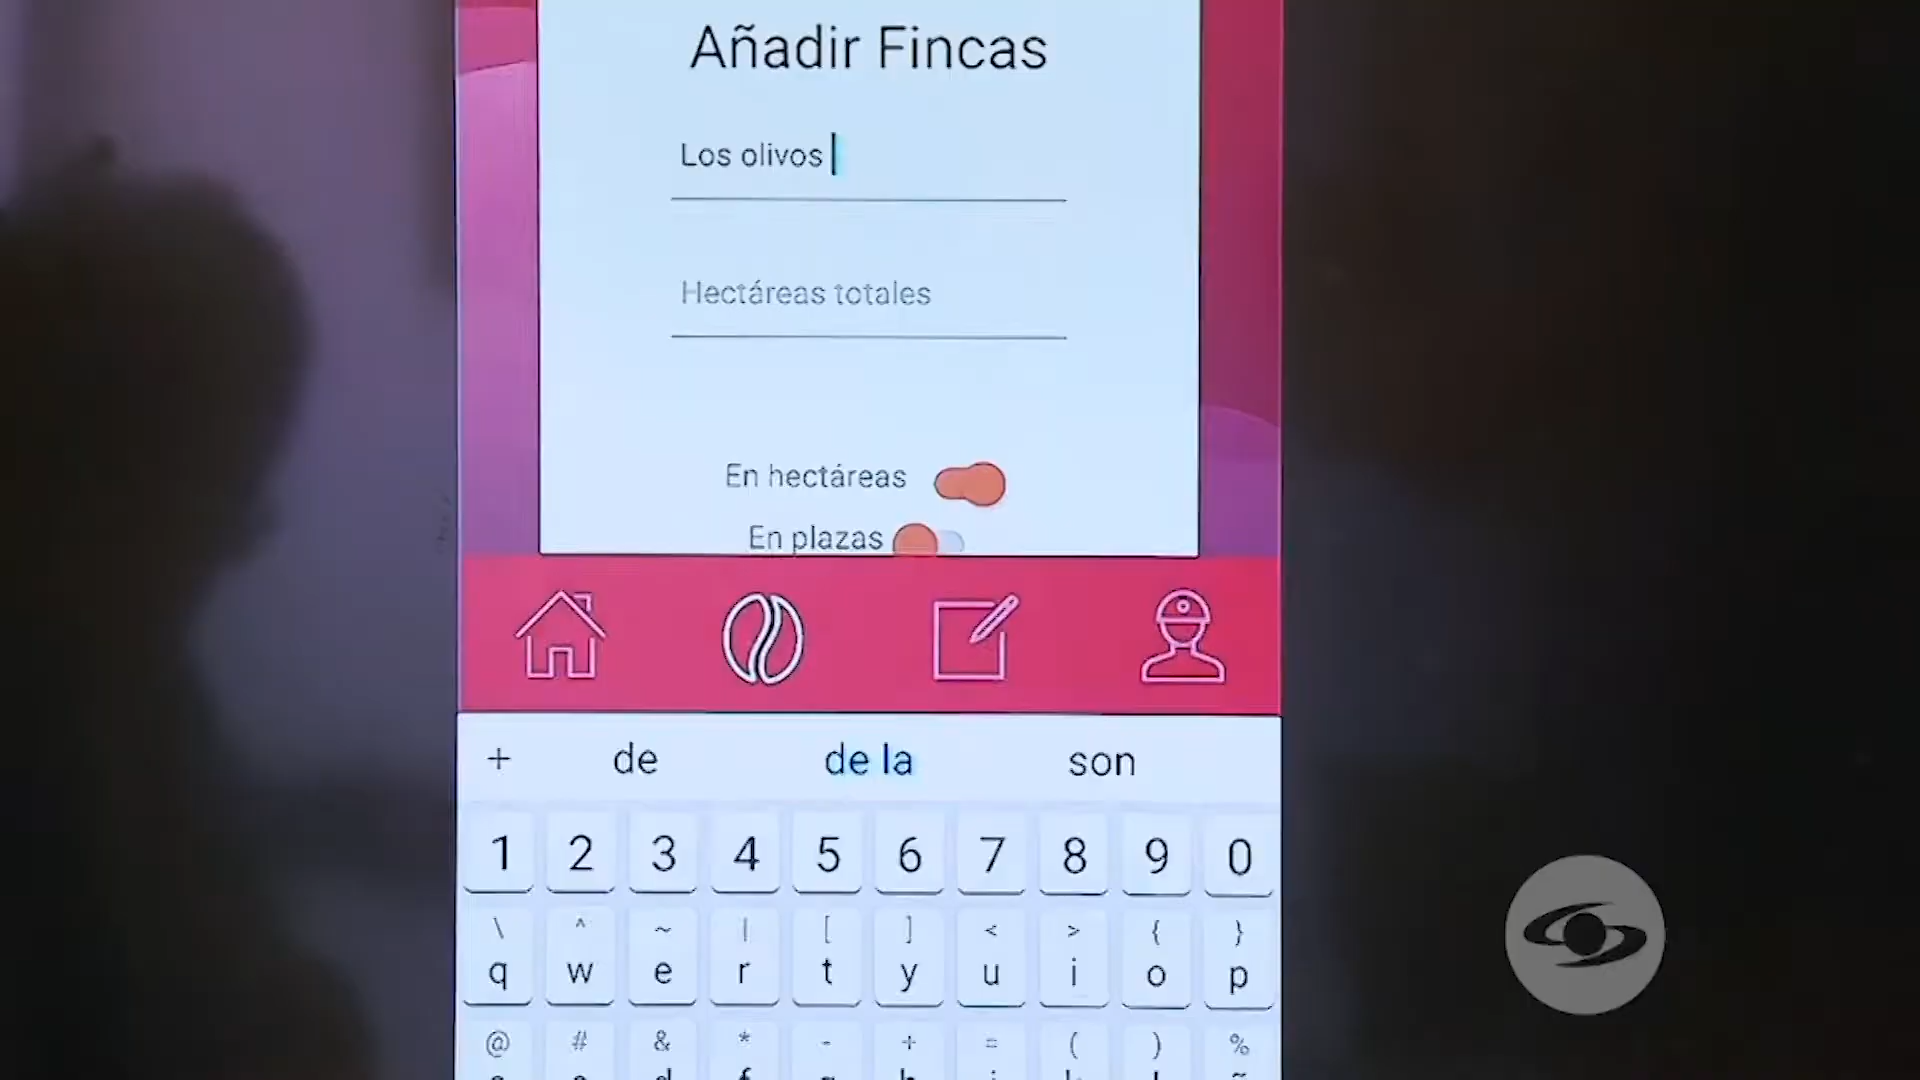 Añadir Fincas
Los olivos
Hectáreas totales
En hectáreas
En plazas
+ de de la son
1 2 3 4 5 6 7 8 9 0
\ ^ ~ | [ ] < > { }
q w e r t y u i o p
@ # & * - + = ( ) %